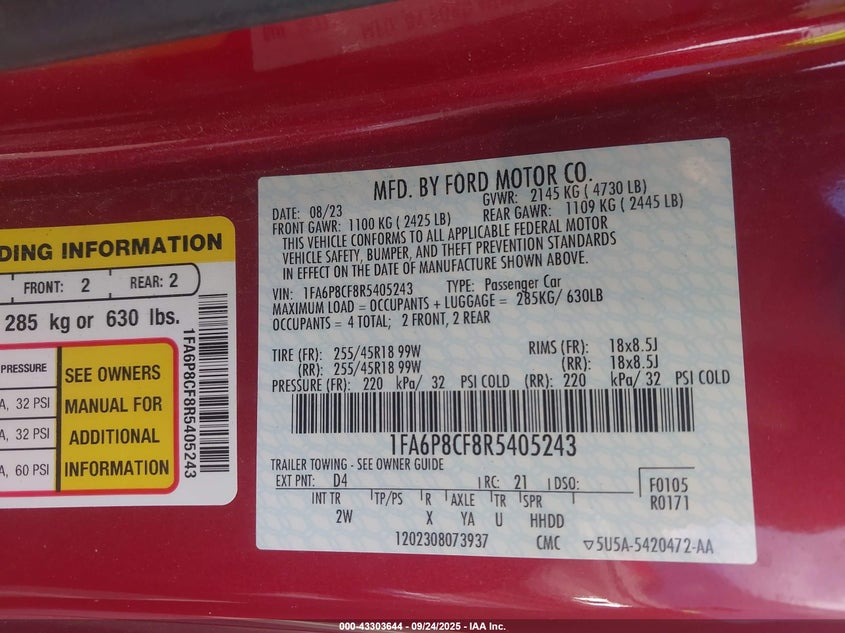 DING INFORMATION
FRONT: 2 REAR: 2
285 kg or 630 lbs.
PRESSURE
A, 32 PSI
A, 32 PSI
A, 60 PSI
SEE OWNERS
MANUAL FOR
ADDITIONAL
INFORMATION
1FA6P8CF8R5405243
MFD. BY FORD MOTOR CO.
DATE: 08/23 GVWR: 2145 KG ( 4730 LB)
FRONT GAWR: 1100 KG ( 2425 LB) REAR GAWR: 1109 KG ( 2445 LB)
THIS VEHICLE CONFORMS TO ALL APPLICABLE FEDERAL MOTOR
VEHICLE SAFETY, BUMPER, AND THEFT PREVENTION STANDARDS
IN EFFECT ON THE DATE OF MANUFACTURE SHOWN ABOVE.
VIN: 1FA6P8CF8R5405243 TYPE: Passenger Car
MAXIMUM LOAD = OCCUPANTS + LUGGAGE = 285KG/ 630LB
OCCUPANTS = 4 TOTAL; 2 FRONT, 2 REAR
TIRE (FR): 255/45R18 99W RIMS (FR): 18x8.5J
(RR): 255/45R18 99W (RR): 18x8.5J
PRESSURE (FR): 220 kPa/ 32 PSI COLD (RR): 220 kPa/ 32 PSI COLD
1FA6P8CF8R5405243
TRAILER TOWING - SEE OWNER GUIDE
EXT PNT: D4 RC: 21 DSO: F0105
INT TR TP/PS R AXLE TR SPR R0171
2W X YA U HHDD
1202308073937 CMC ▽5U5A-5420472-AA
000-43303644 - 09/24/2025 - IAA Inc.